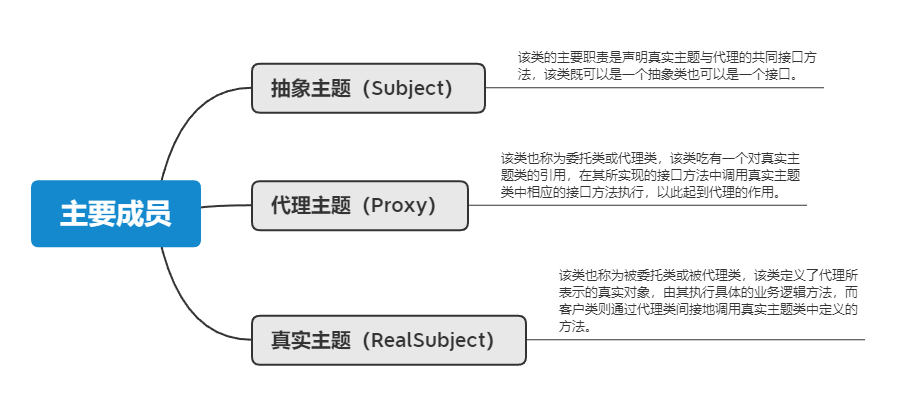 该类的主要职责是声明真实主题与代理的共同接口方
法，该类既可以是一个抽象类也可以是一个接口。
抽象主题（Subject）
该类也称为委托类或代理类，该类吃有一个对真实主
题类的引用，在其所实现的接口方法中调用真实主题
类中相应的接口方法执行，以此起到代理的作用。
主要成员
代理主题（Proxy）
该类也称为被委托类或被代理类，该类定义了代理所
表示的真实对象，由其执行具体的业务逻辑方法，而
客户类则通过代理类间接地调用真实主题类中定义的
方法。
真实主题（RealSubject）